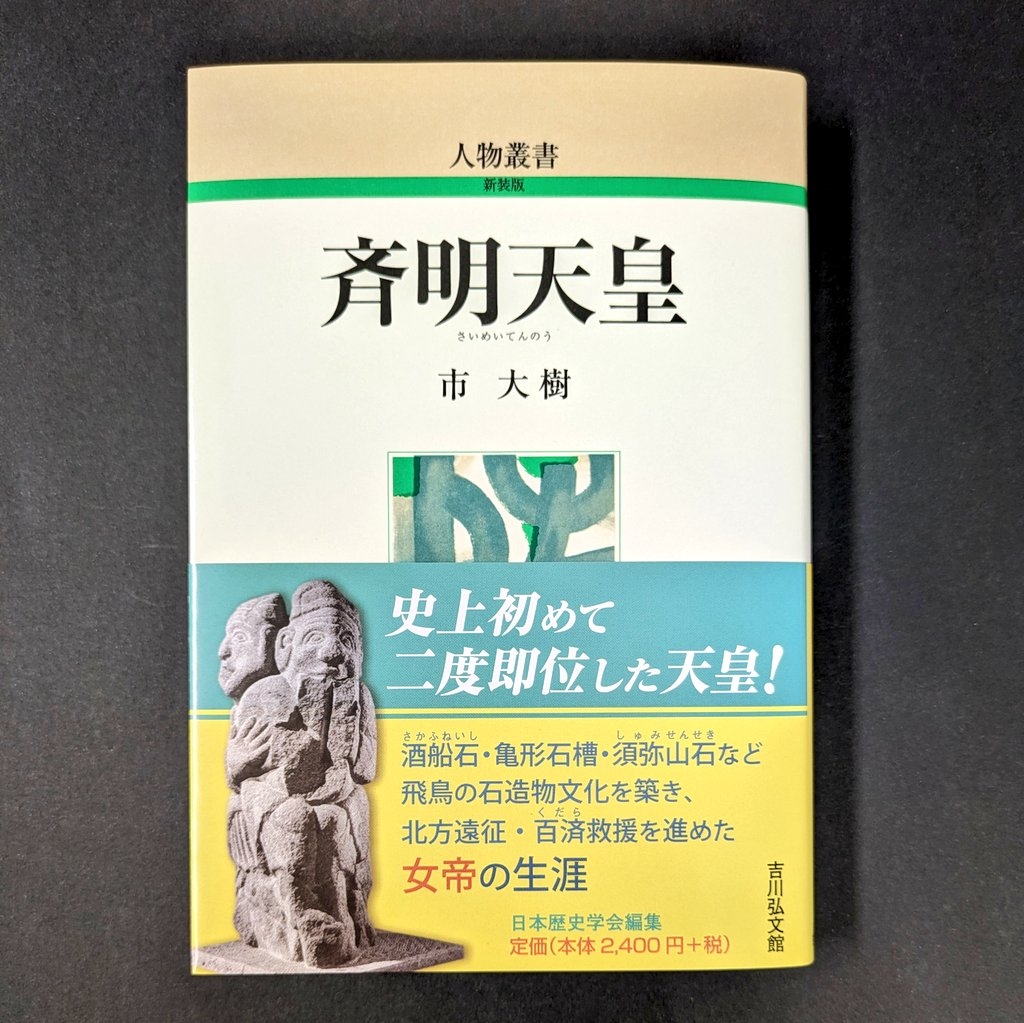 人物叢書
新装版
斉明天皇
さいめいてんのう
市 大樹
史上初めて
二度即位した天皇!
さかふねいし しゅみせんせき
酒船石・亀形石槽・須弥山石など
飛鳥の石造物文化を築き、
くだら
北方遠征・百済救援を進めた
女帝の生涯
日本歴史学会編集
定価(本体2,400円+税)
吉川弘文館